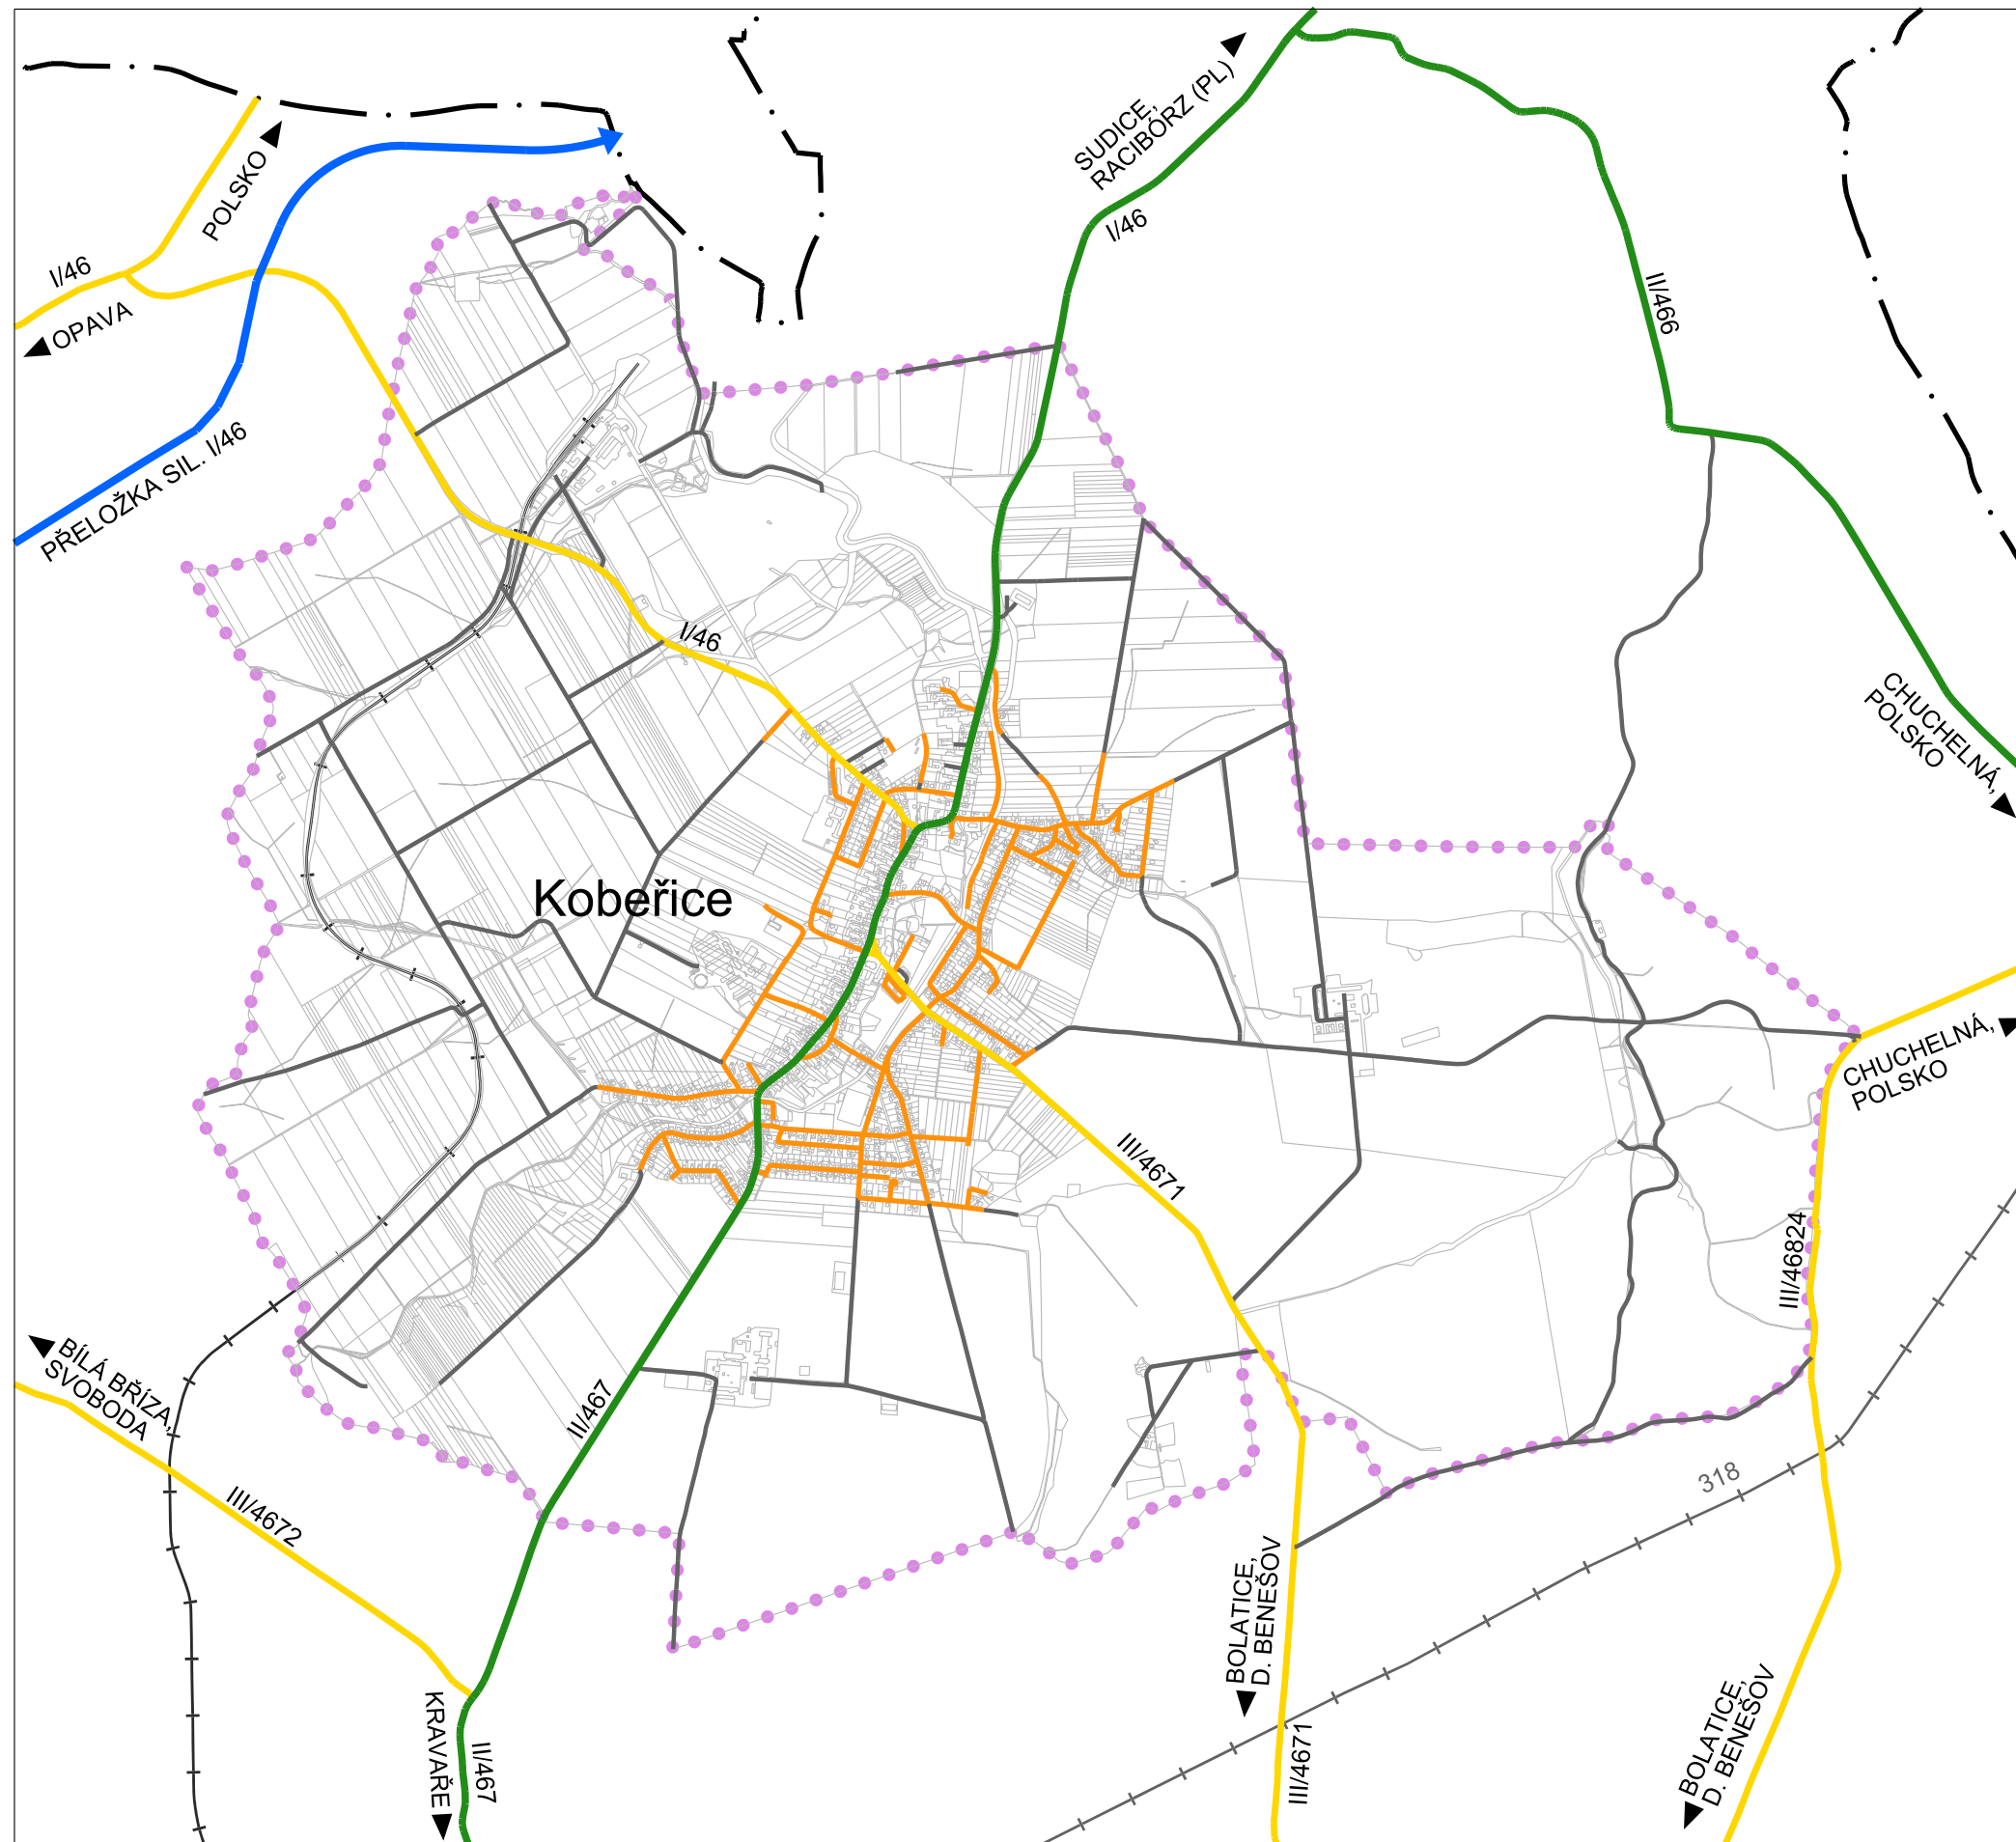 SUDICE,
RACIBÓRZ (PL)
POLSKO
I/46
I/46
OPAVA
II/466
PŘELOŽKA SIL. I/46
I/46
CHUCHELNÁ,
POLSKO
Kobeřice
CHUCHELNÁ,
POLSKO
III/4671
III/46824
BÍLÁ BŘÍZA,
SVOBODA
II/467
318
III/4672
BOLATICE,
D. BENEŠOV
KRAVAŘE
II/467
III/4671
BOLATICE,
D. BENEŠOV